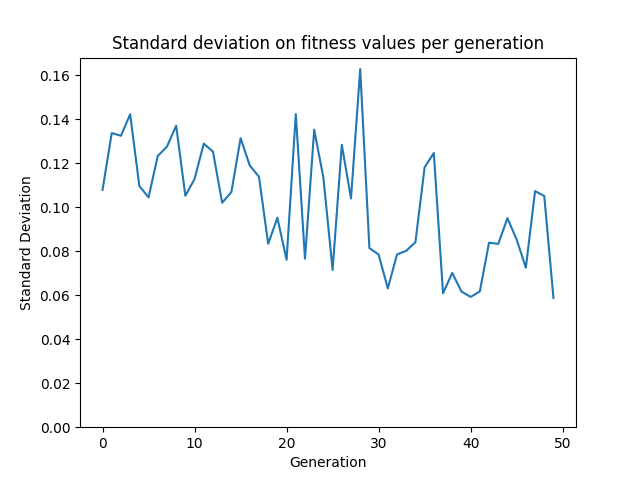 Standard deviation on fitness values per generation
0.16
0.14
0.12
0.10
0.08
0.06
0.04
0.02
0.00
Standard Deviation
0 10 20 30 40 50
Generation